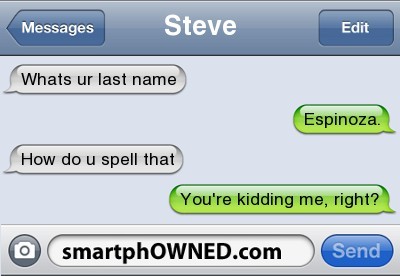 Messages
Steve
Edit
Whats ur last name
Espinoza.
How do u spell that
You're kidding me, right?
smartphOWNED.com
Send